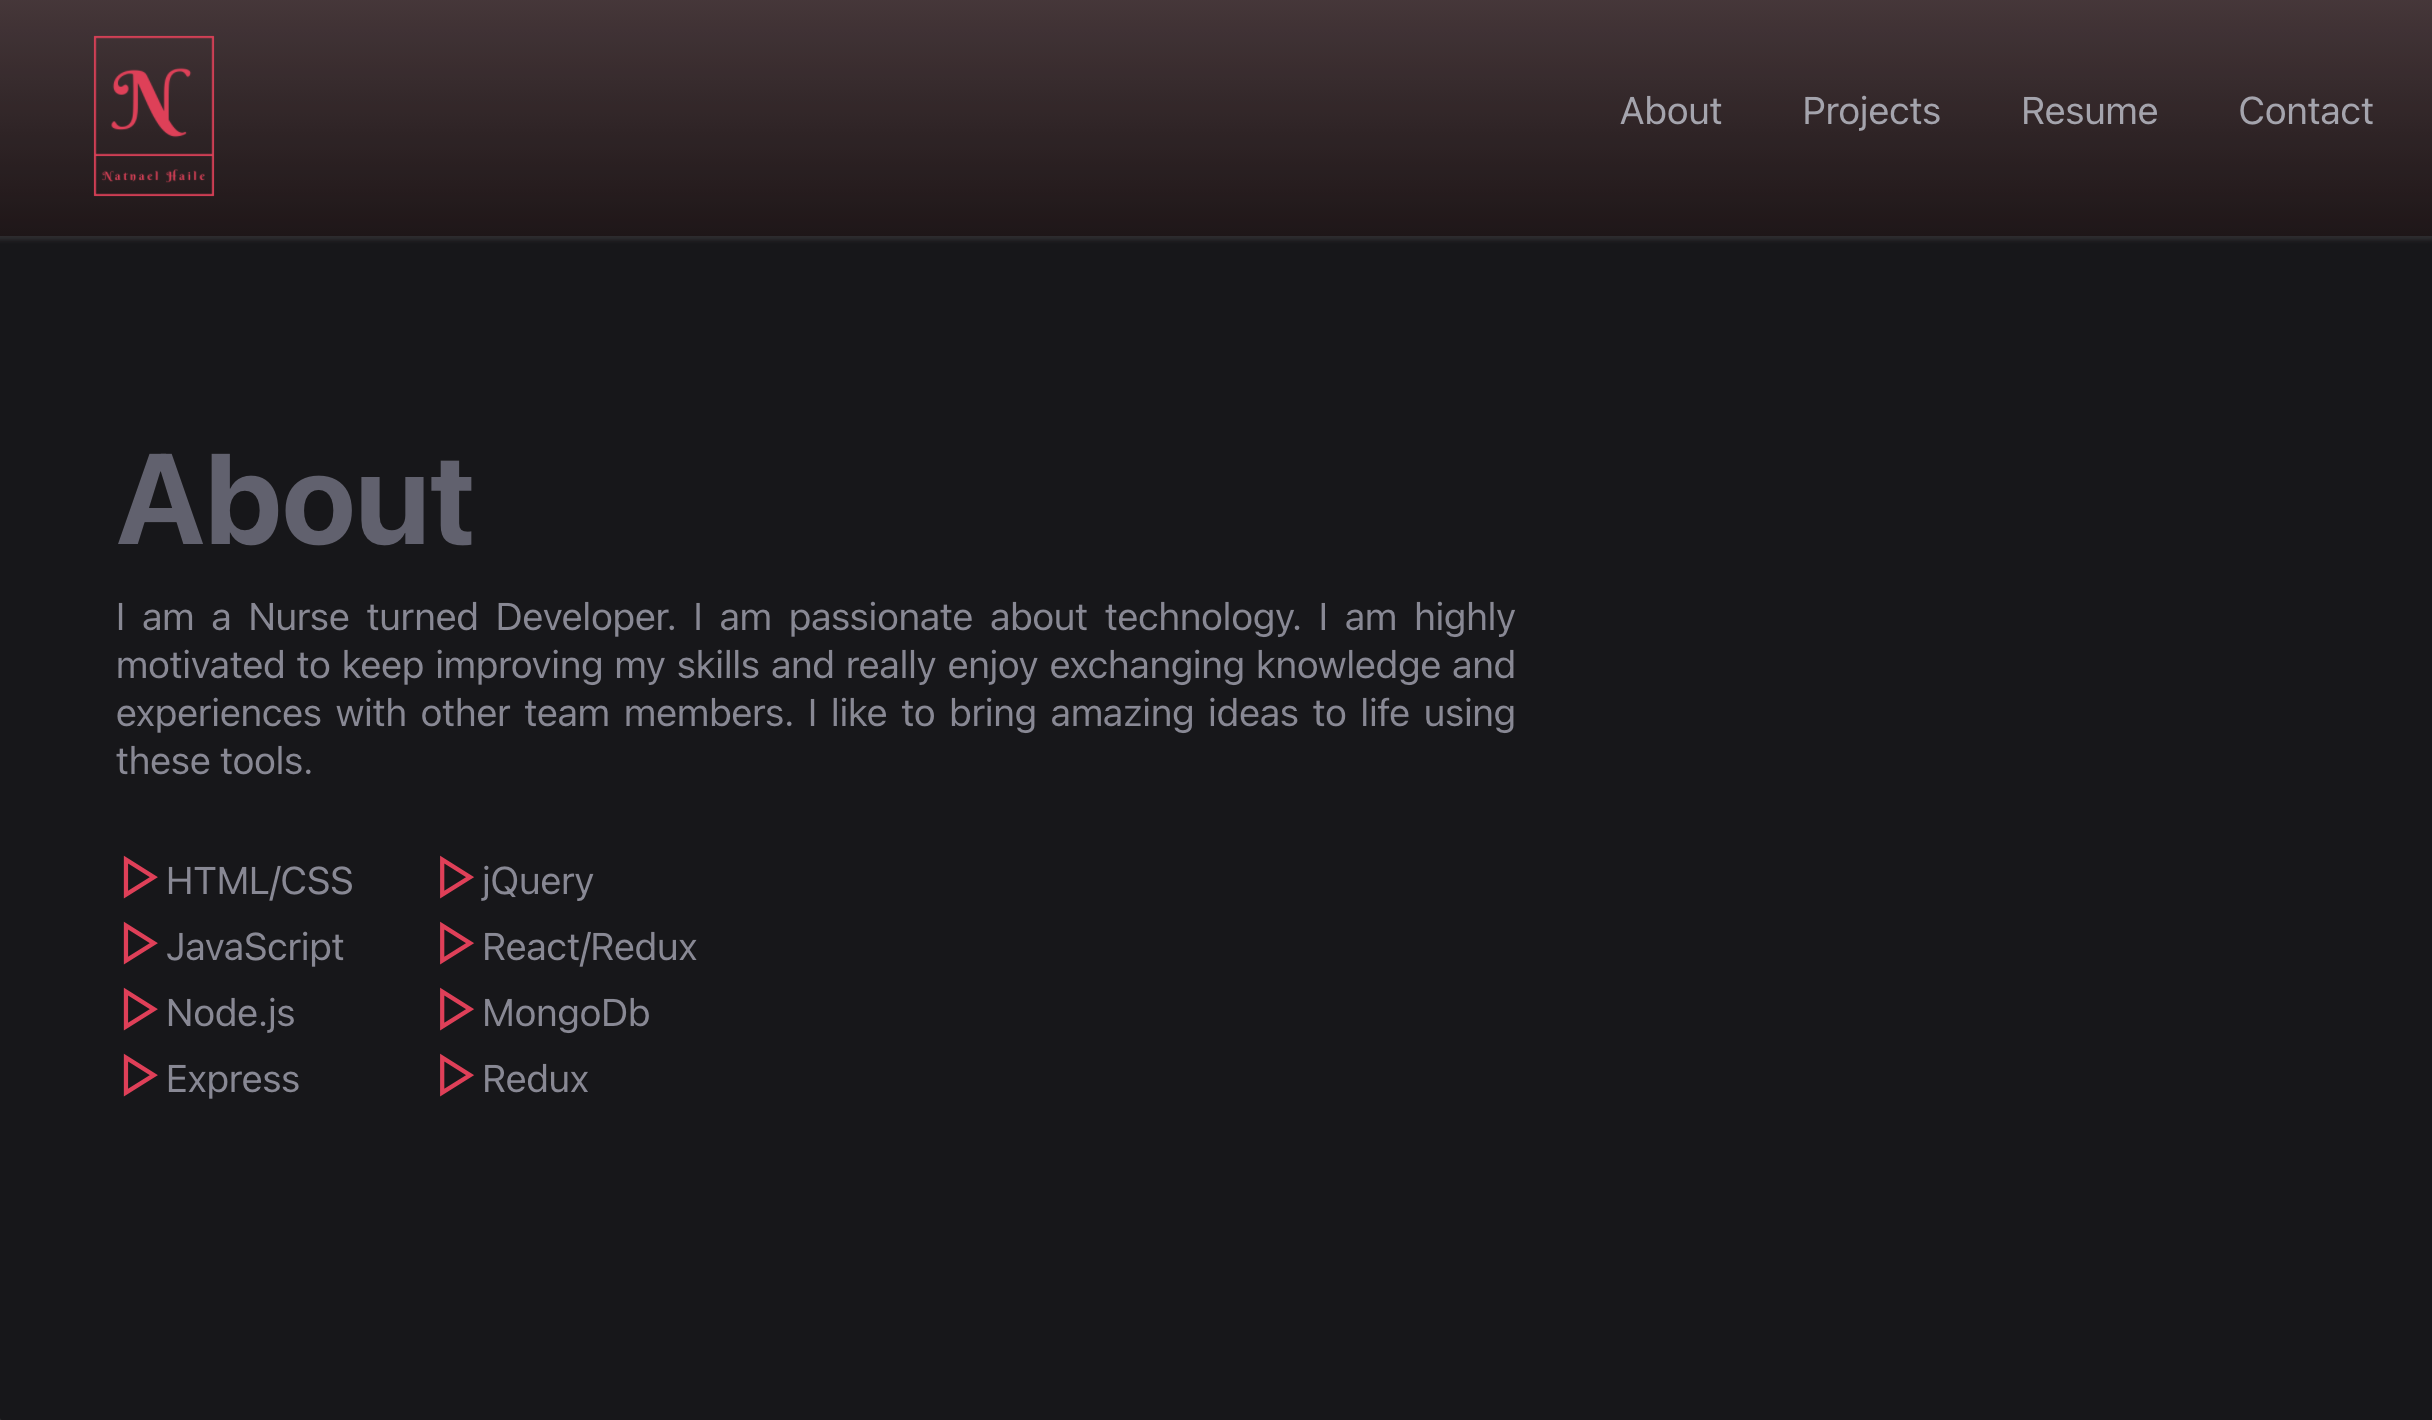 N
Natnael Haile
About
Projects
Resume
Contact
About
I am a Nurse turned Developer. I am passionate about technology. I am highly
motivated to keep improving my skills and really enjoy exchanging knowledge and
experiences with other team members. I like to bring amazing ideas to life using
these tools.
HTML/CSS
JavaScript
Node.js
Express
jQuery
React/Redux
MongoDb
Redux